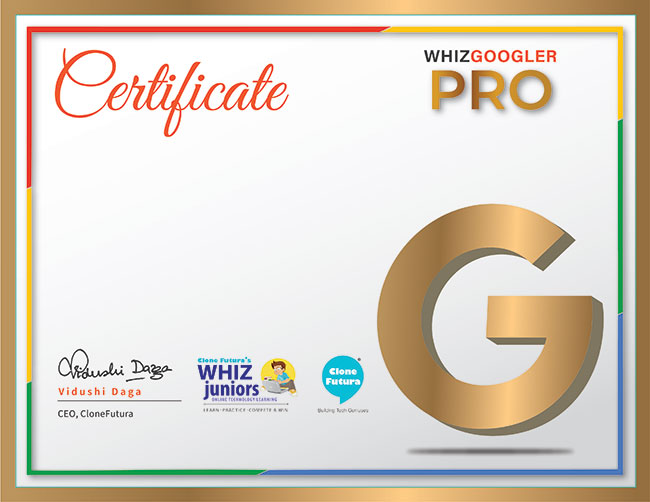 Certificate
WHIZGOOGLER
PRO
G
Vidushi Daga
Vidushi Daga
CEO, CloneFutura
Clone Futura's
WHIZ
juniors
ONLINE TECHNOLOGY LEARNING
LEARN · PRACTICE · COMPETE & WIN
Clone
Futura
Building Tech Geniuses